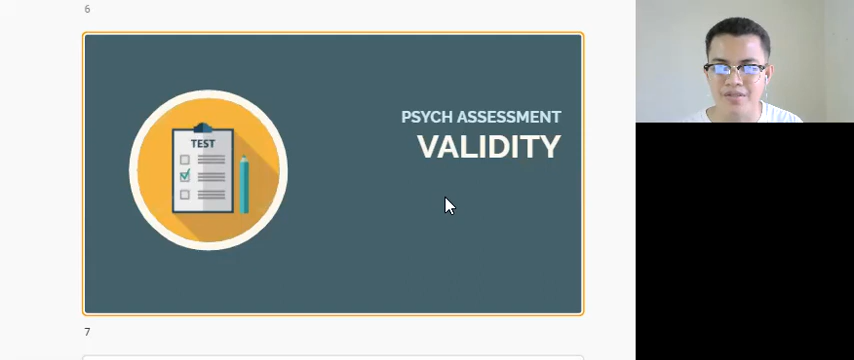 6
PSYCH ASSESSMENT
VALIDITY
TEST
7